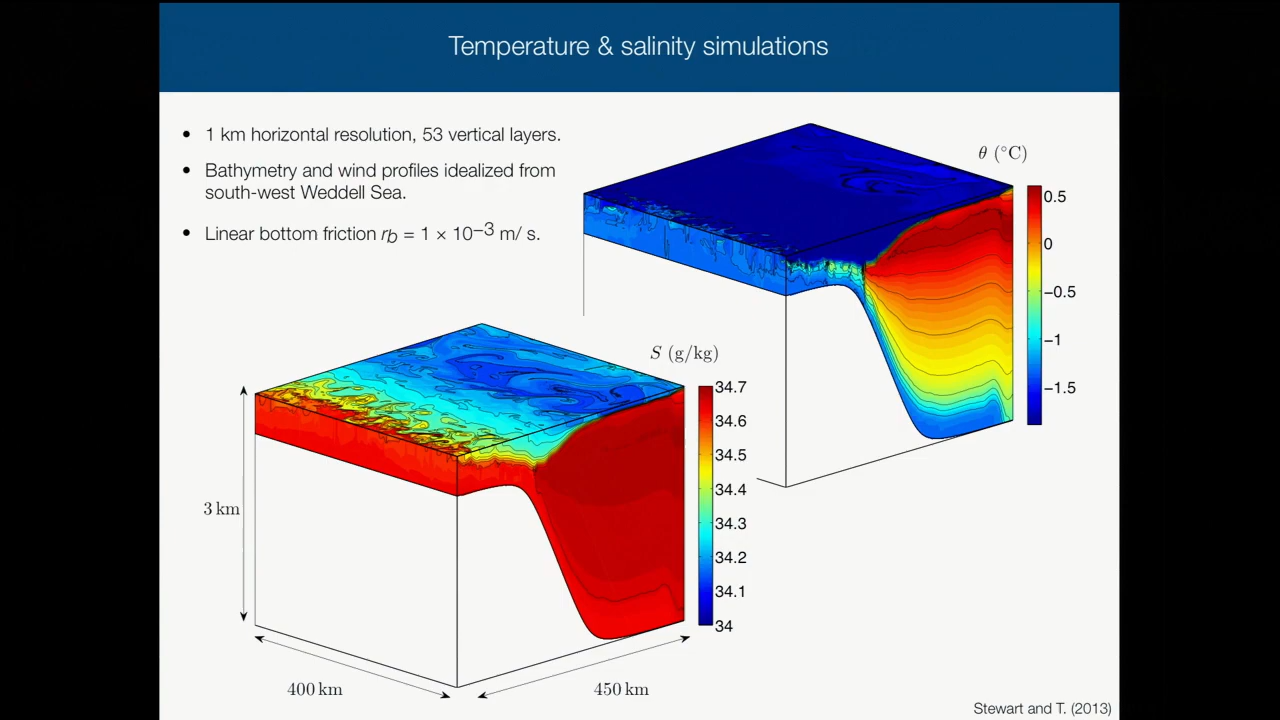 Temperature & salinity simulations
• 1 km horizontal resolution, 53 vertical layers.
• Bathymetry and wind profiles idealized from
south-west Weddell Sea.
• Linear bottom friction rb = 1 × 10−3 m/ s.
θ (°C)
0.5
0
−0.5
−1
−1.5
S (g/kg)
34.7
34.6
34.5
34.4
34.3
34.2
34.1
34
3 km
400 km
450 km
Stewart and T. (2013)